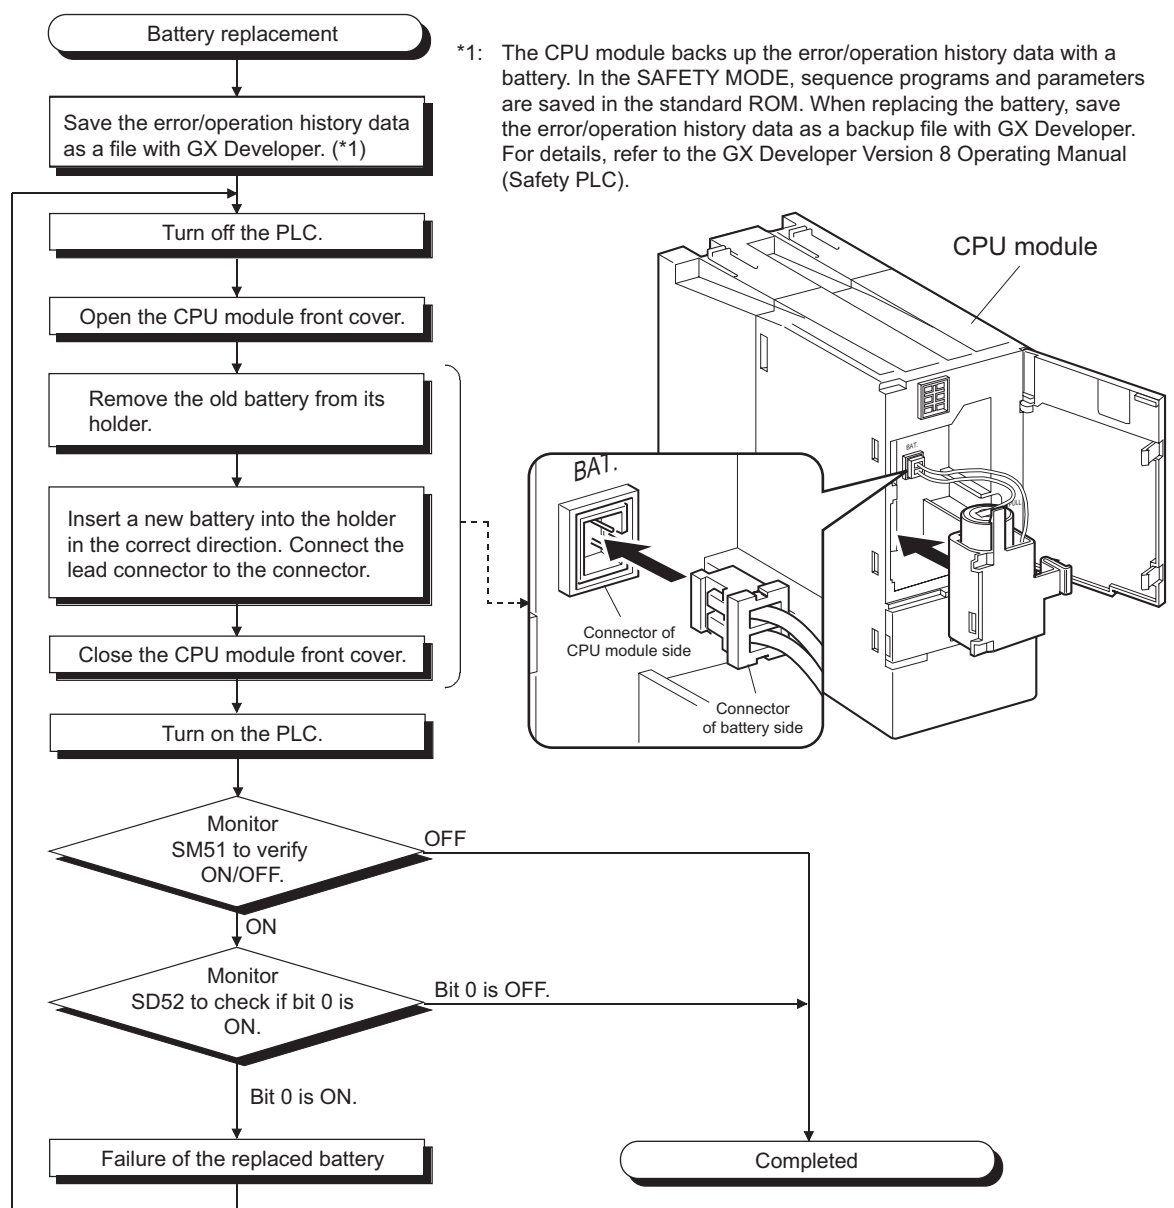 Battery replacement
Save the error/operation history data
as a file with GX Developer. (*1)
Turn off the PLC.
Open the CPU module front cover.
Remove the old battery from its
holder.
Insert a new battery into the holder
in the correct direction. Connect the
lead connector to the connector.
Close the CPU module front cover.
Turn on the PLC.
Monitor
SM51 to verify
ON/OFF.
OFF
ON
Monitor
SD52 to check if bit 0 is
ON.
Bit 0 is OFF.
Bit 0 is ON.
Failure of the replaced battery
Completed
*1: The CPU module backs up the error/operation history data with a
battery. In the SAFETY MODE, sequence programs and parameters
are saved in the standard ROM. When replacing the battery, save
the error/operation history data as a backup file with GX Developer.
For details, refer to the GX Developer Version 8 Operating Manual
(Safety PLC).
CPU module
BAT.
BAT.
Connector of
CPU module side
Connector
of battery side